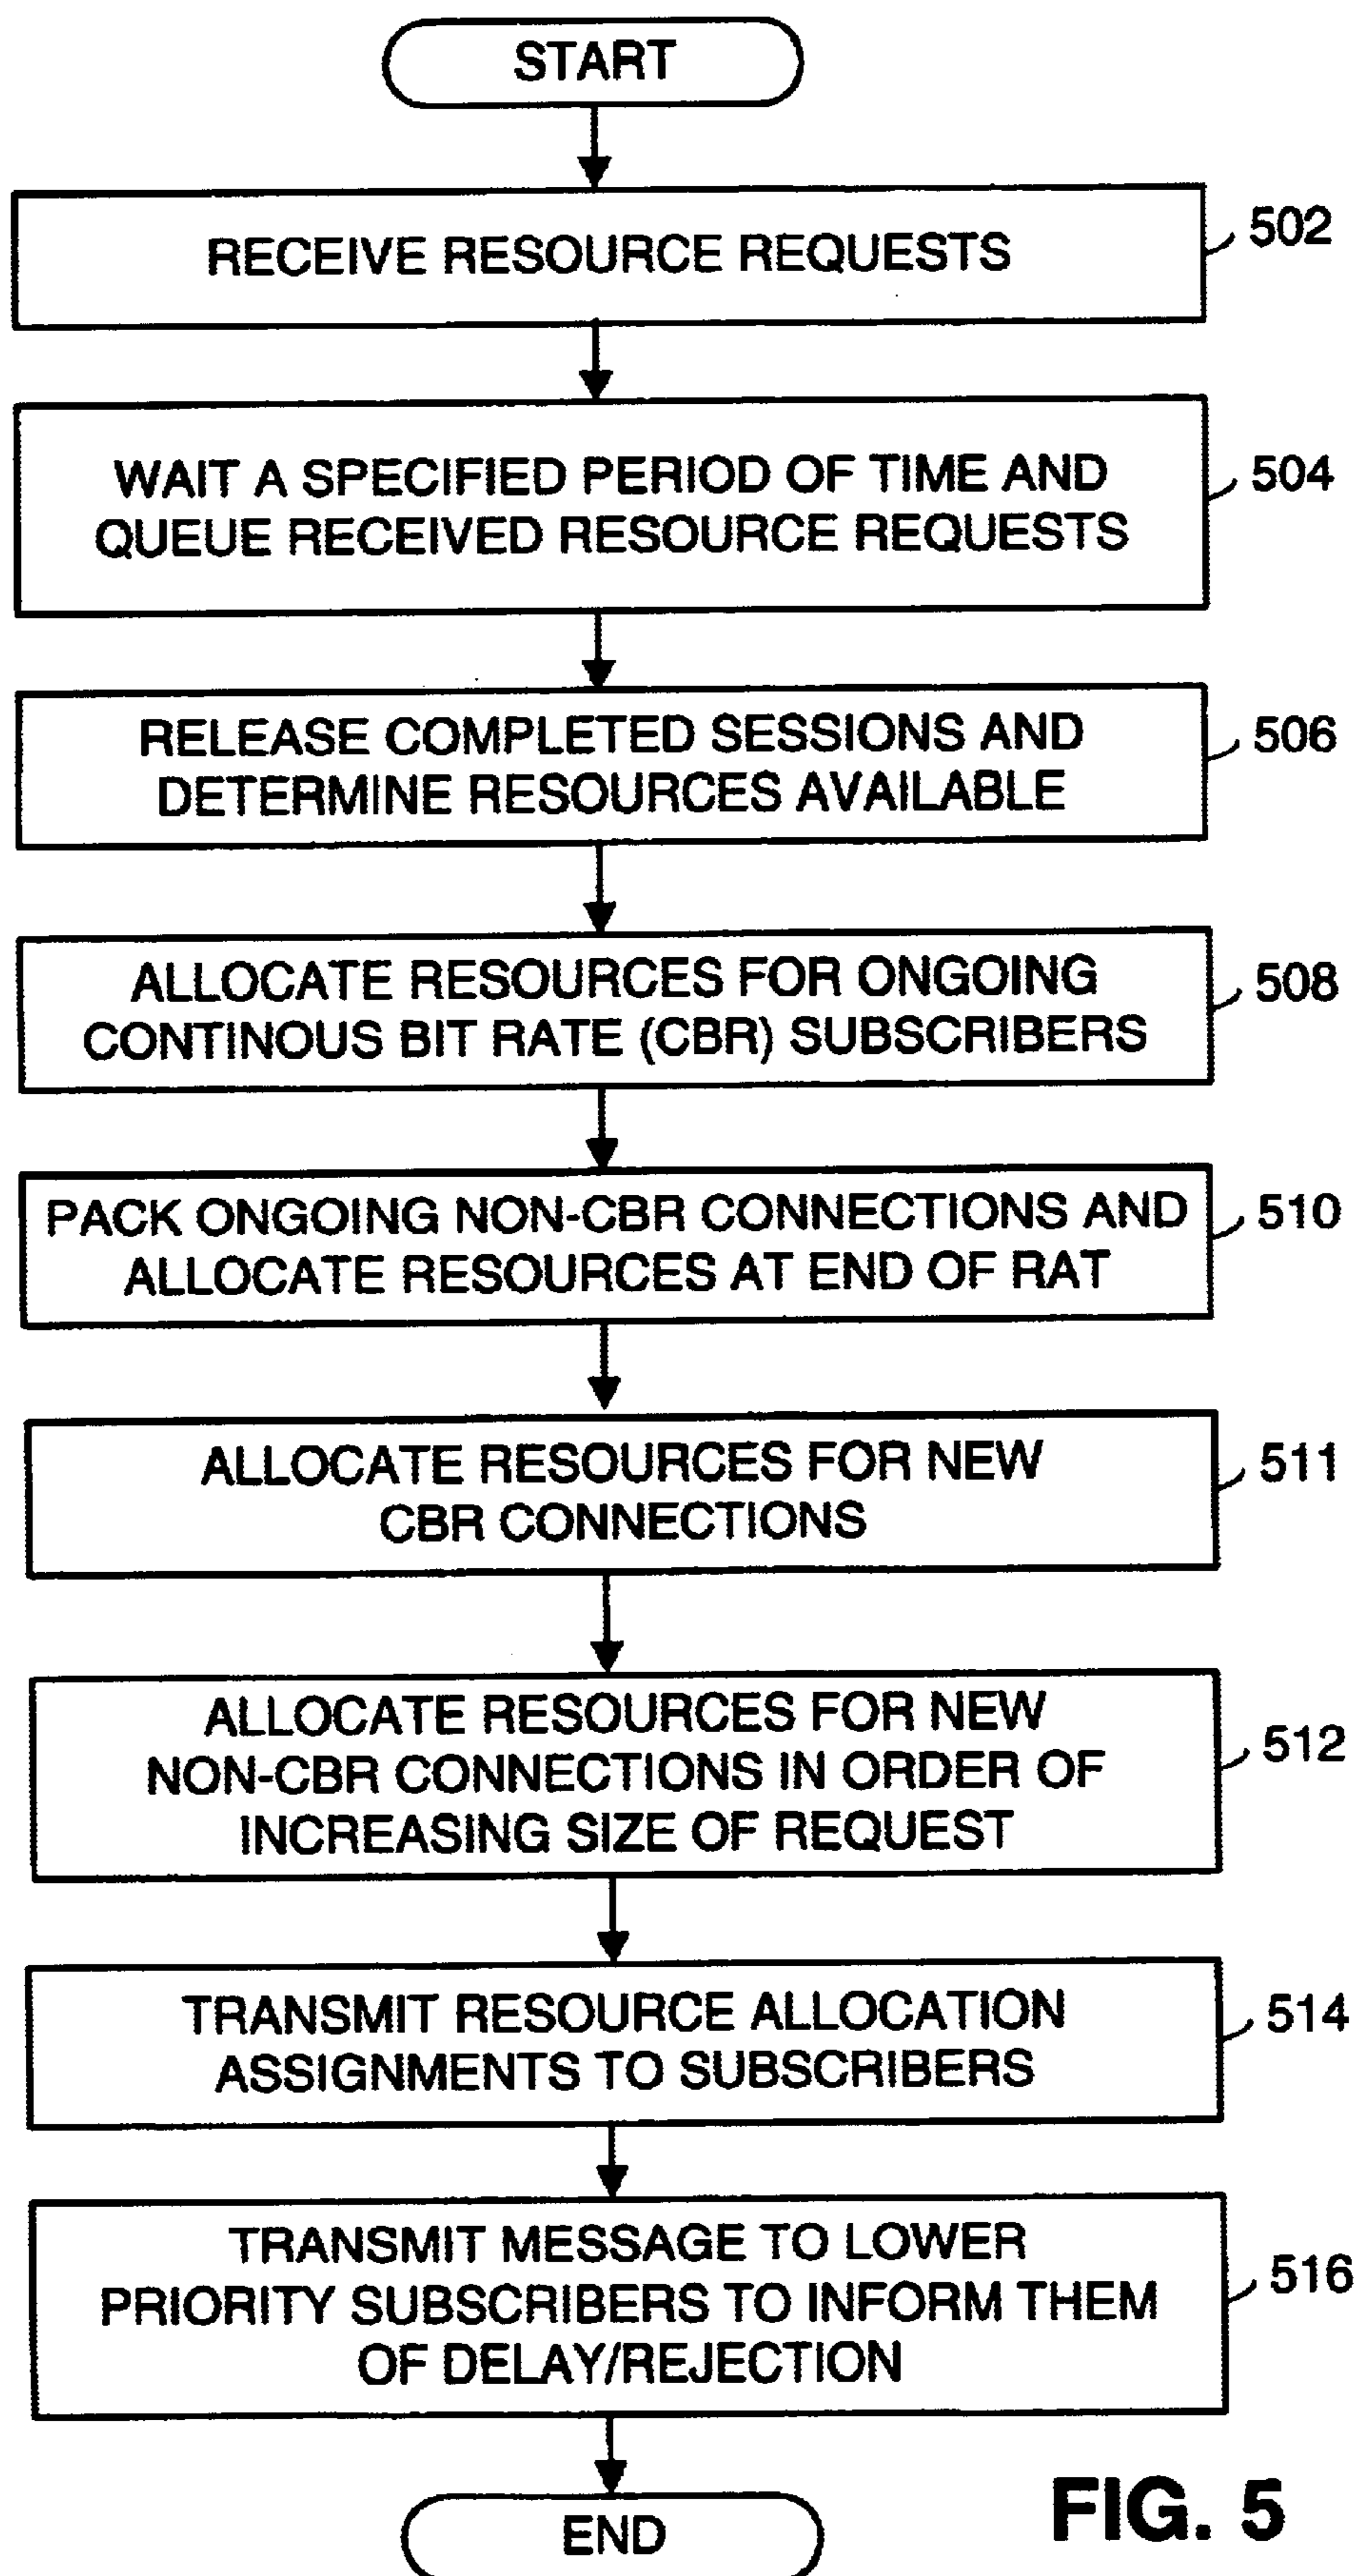 START
RECEIVE RESOURCE REQUESTS
502
WAIT A SPECIFIED PERIOD OF TIME AND
QUEUE RECEIVED RESOURCE REQUESTS
504
RELEASE COMPLETED SESSIONS AND
DETERMINE RESOURCES AVAILABLE
506
ALLOCATE RESOURCES FOR ONGOING
CONTINOUS BIT RATE (CBR) SUBSCRIBERS
508
PACK ONGOING NON-CBR CONNECTIONS AND
ALLOCATE RESOURCES AT END OF RAT
510
ALLOCATE RESOURCES FOR NEW
CBR CONNECTIONS
511
ALLOCATE RESOURCES FOR NEW
NON-CBR CONNECTIONS IN ORDER OF
INCREASING SIZE OF REQUEST
512
TRANSMIT RESOURCE ALLOCATION
ASSIGNMENTS TO SUBSCRIBERS
514
TRANSMIT MESSAGE TO LOWER
PRIORITY SUBSCRIBERS TO INFORM THEM
OF DELAY/REJECTION
516
END
FIG. 5